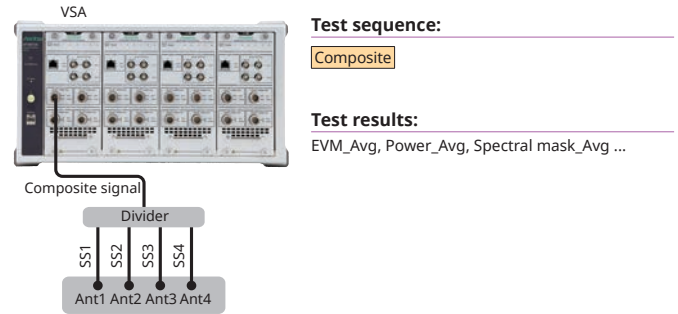 VSA
Test sequence:
Composite
Test results:
EVM_Avg, Power_Avg, Spectral mask_Avg ...
Composite signal
Divider
SS1
SS2
SS3
SS4
Ant1 Ant2 Ant3 Ant4